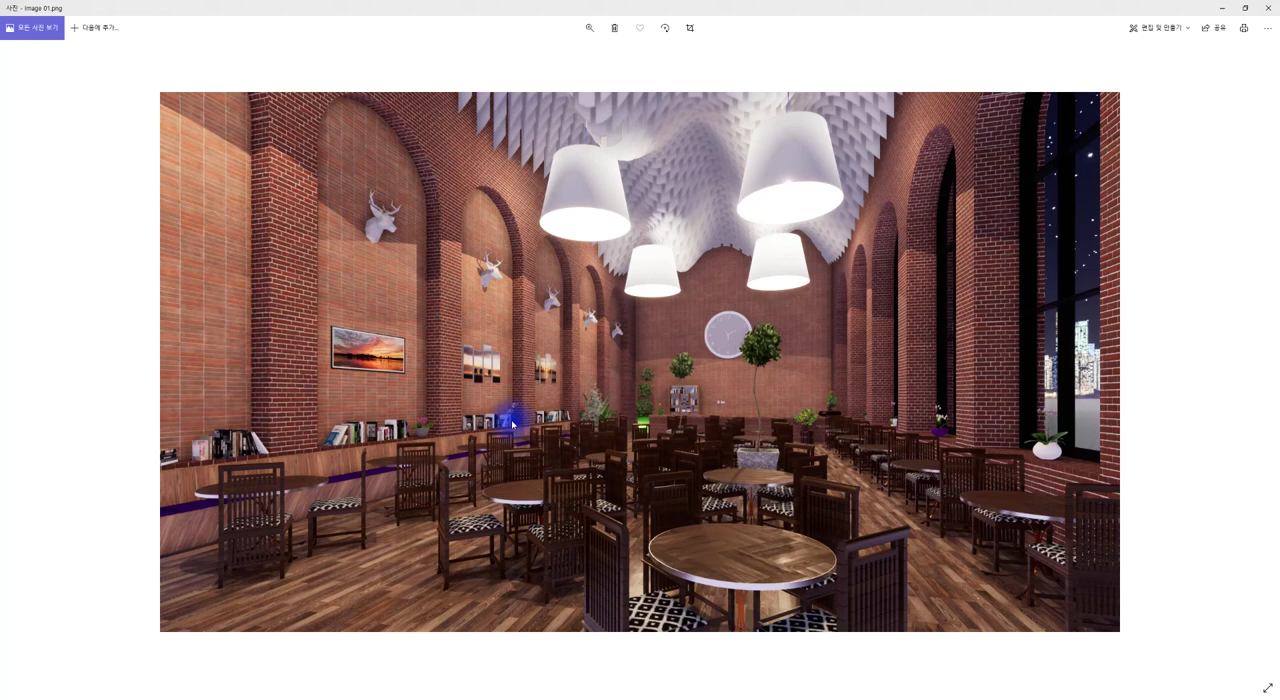 사진 - Image 01.png
모든 사진 보기
다음에 추가...
편집 및 만들기
공유